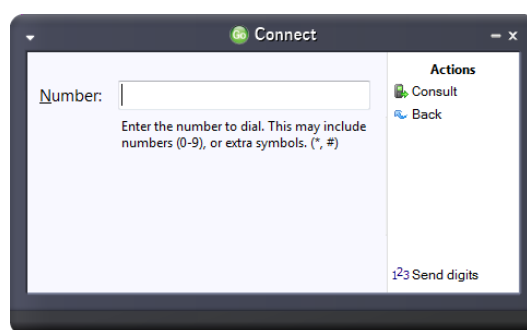 Go Connect
Number:
Enter the number to dial. This may include
numbers (0-9), or extra symbols. (*, #)
Actions
Consult
Back
123 Send digits